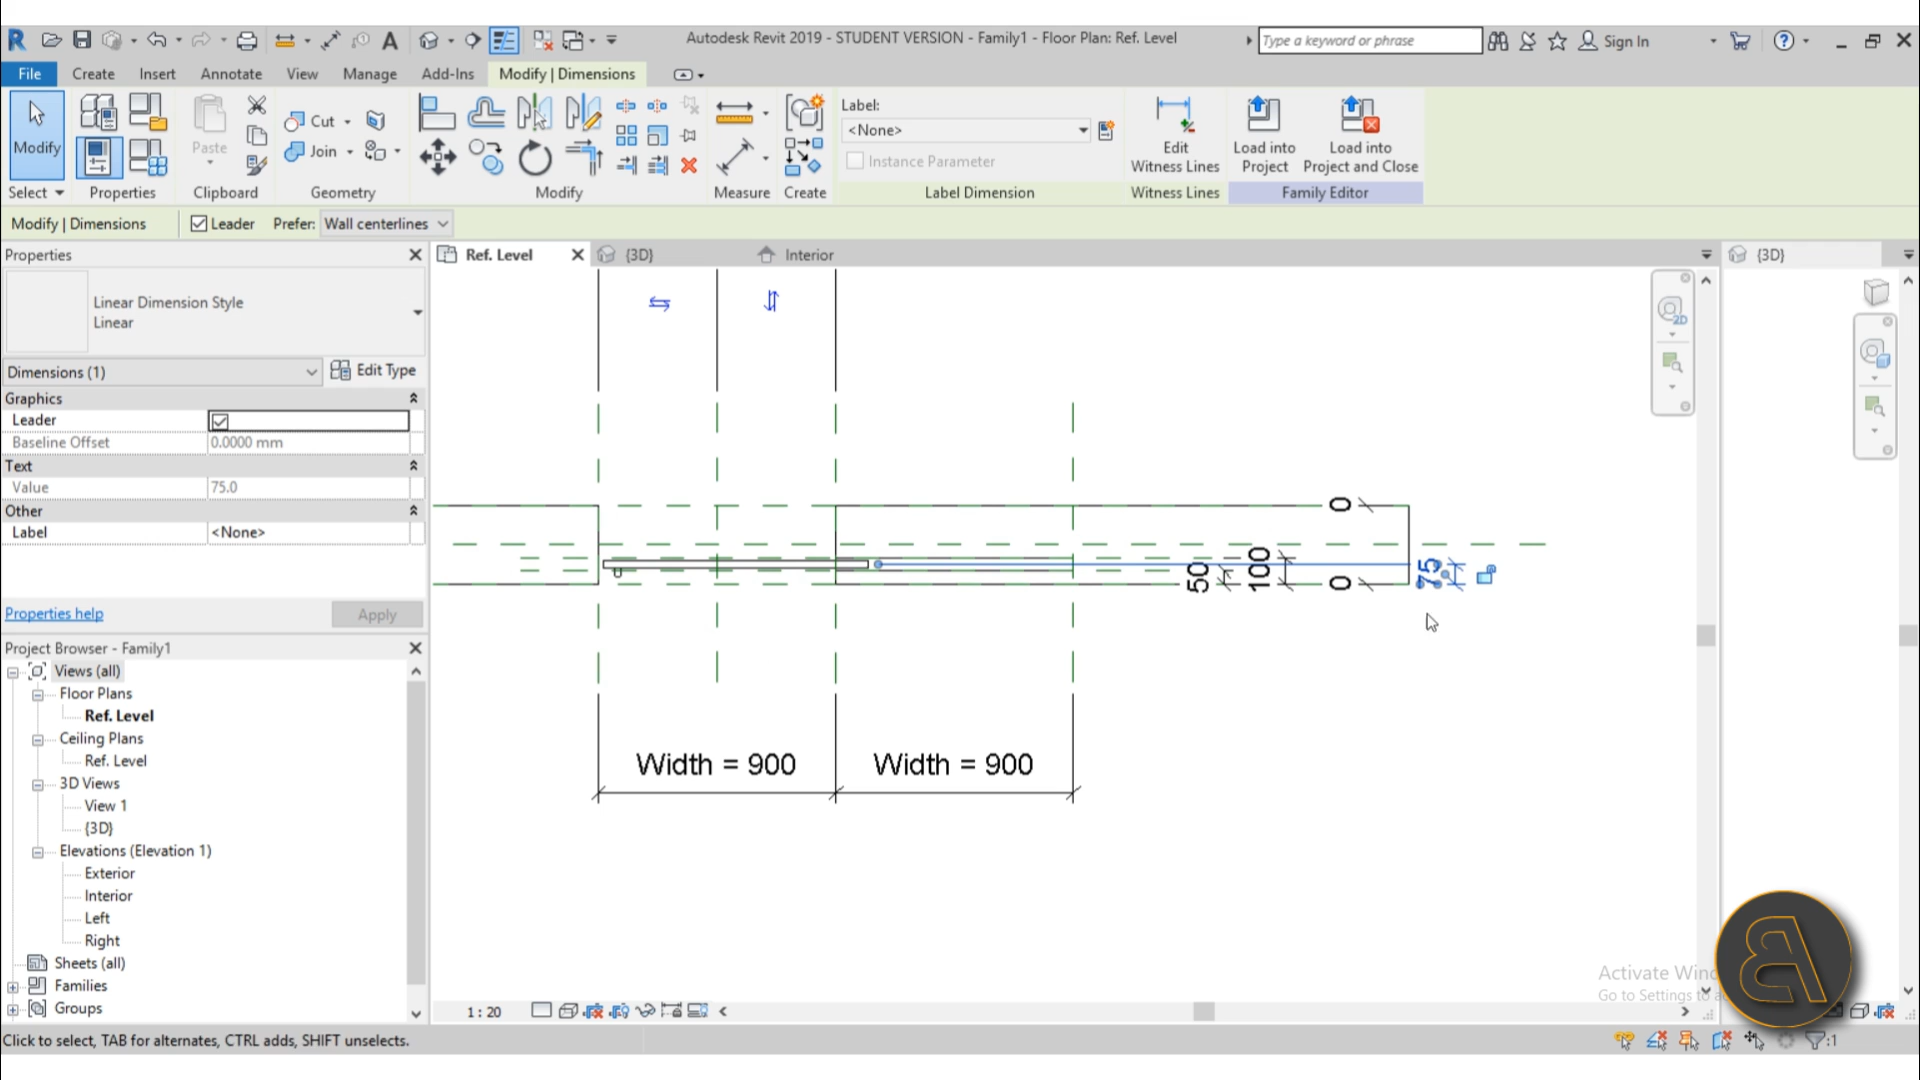 Autodesk Revit 2019 - STUDENT VERSION - Family1 - Floor Plan: Ref. Level
Type a keyword or phrase
Sign In
File Create Insert Annotate View Manage Add-Ins Modify | Dimensions
Modify
Paste
Cut
Join
Label:
<None>
Instance Parameter
Edit
Witness Lines
Load into
Project
Load into
Project and Close
Select Properties Clipboard Geometry Modify Measure Create Label Dimension Witness Lines Family Editor
Modify | Dimensions Leader Prefer: Wall centerlines
Properties
Linear Dimension Style
Linear
Dimensions (1) Edit Type
Graphics
Leader
Baseline Offset 0.0000 mm
Text
Value 75.0
Other
Label <None>
Properties help Apply
Project Browser - Family1
Views (all)
Floor Plans
Ref. Level
Ceiling Plans
Ref. Level
3D Views
View 1
{3D}
Elevations (Elevation 1)
Exterior
Interior
Left
Right
Sheets (all)
Families
Groups
Ref. Level {3D} Interior
{3D}
2D
0
50
100
0
75
Width = 900 Width = 900
Activate Wind
Go to Settings to a
1 : 20
Click to select, TAB for alternates, CTRL adds, SHIFT unselects.
:1